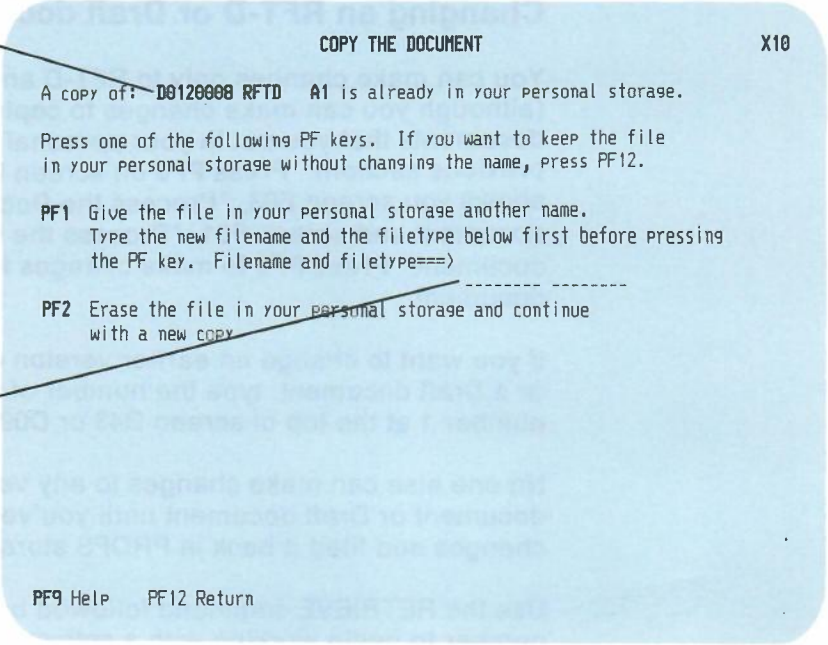 COPY THE DOCUMENT X10
A copy of: D0120008 RFTD A1 is already in your personal storage.
Press one of the following PF keys. If you want to keep the file
in your personal storage without changing the name, press PF12.
PF1 Give the file in your personal storage another name.
Type the new filename and the filetype below first before pressing
the PF key. Filename and filetype===>
-------- --------
PF2 Erase the file in your personal storage and continue
with a new copy
PF9 Help PF12 Return